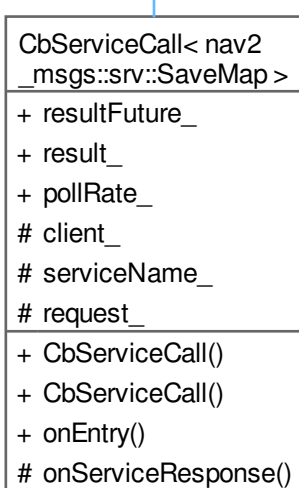 CbServiceCall< nav2
_msgs::srv::SaveMap >
+ resultFuture_
+ result_
+ pollRate_
# client_
# serviceName_
# request_
+ CbServiceCall()
+ CbServiceCall()
+ onEntry()
# onServiceResponse()